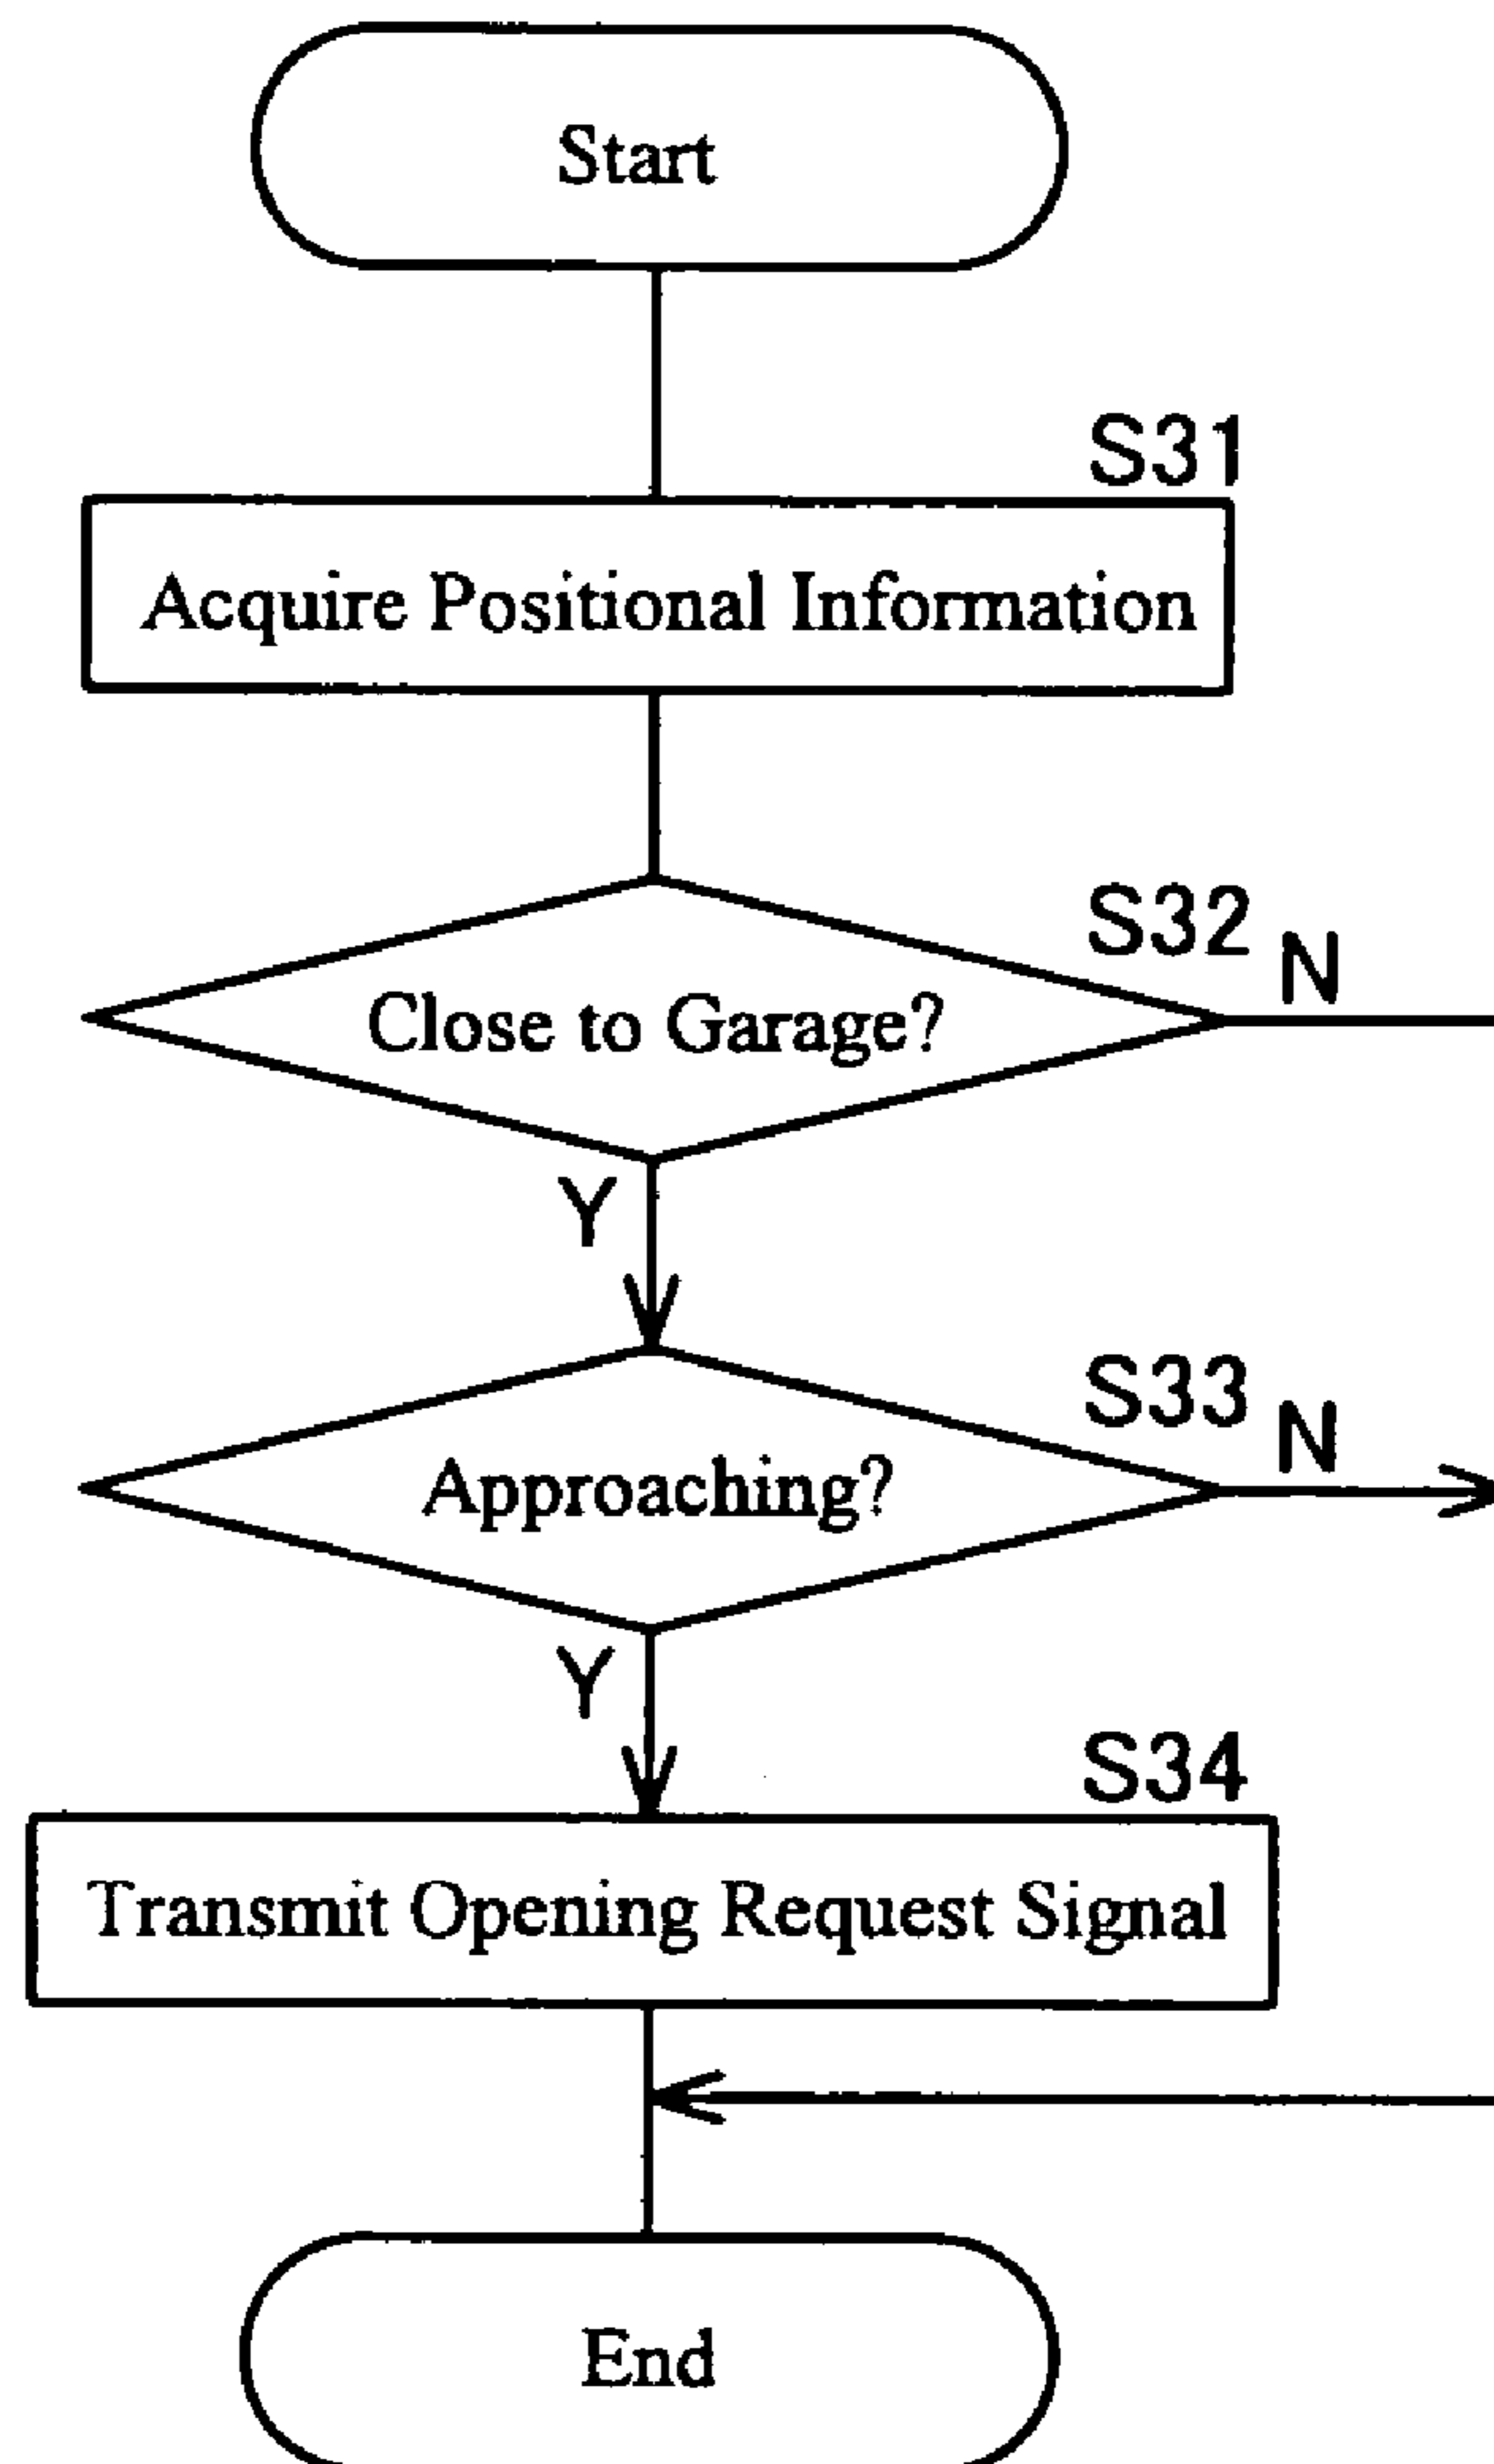 Start
S31
Acquire Positional Information
S32
N
Close to Garage?
Y
S33
N
Approaching?
Y
S34
Transmit Opening Request Signal
End